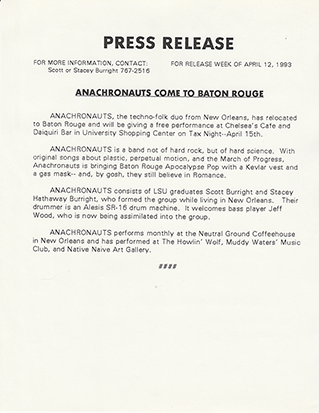 PRESS RELEASE
FOR MORE INFORMATION, CONTACT: FOR RELEASE WEEK OF APRIL 12, 1993
Scott or Stacey Burright 767-2516
ANACHRONAUTS COME TO BATON ROUGE
ANACHRONAUTS, the techno-folk duo from New Orleans, has relocated
to Baton Rouge and will be giving a free performance at Chelsea's Cafe and
Daiquiri Bar in University Shopping Center on Tax Night--April 15th.
ANACHRONAUTS is a band not of hard rock, but of hard science. With
original songs about plastic, perpetual motion, and the March of Progress,
Anachronauts is bringing Baton Rouge Apocalypse Pop with a Kevlar vest and
a gas mask-- and, by gosh, they still believe in Romance.
ANACHRONAUTS consists of LSU graduates Scott Burright and Stacey
Hathaway Burright, who formed the group while living in New Orleans. Their
drummer is an Alesis SR-16 drum machine. It welcomes bass player Jeff
Wood, who is now being assimilated into the group.
ANACHRONAUTS performs monthly at the Neutral Ground Coffeehouse
in New Orleans and has performed at The Howlin' Wolf, Muddy Waters' Music
Club, and Native Naive Art Gallery.
####